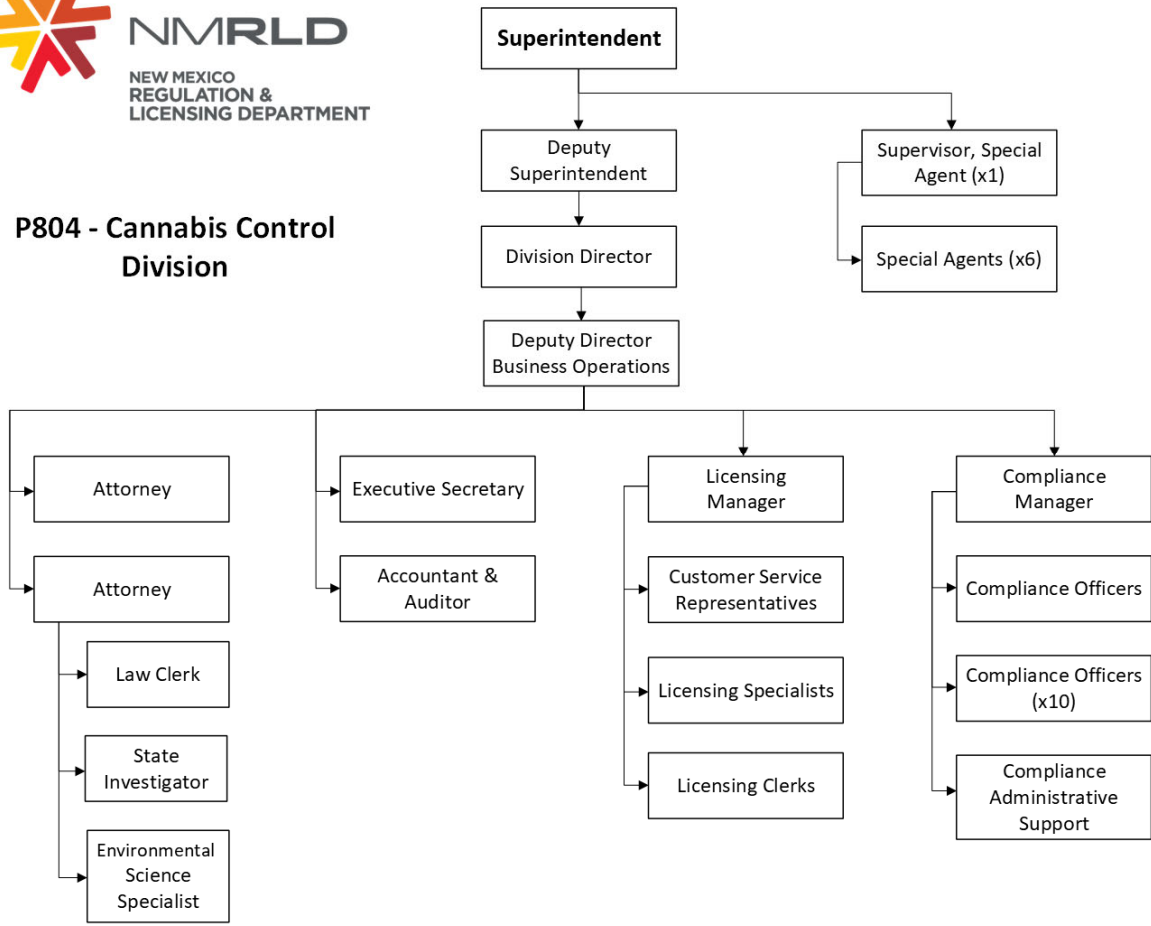 NMRLD
NEW MEXICO
REGULATION &
LICENSING DEPARTMENT
P804 - Cannabis Control
Division
Superintendent
Deputy
Superintendent
Supervisor, Special
Agent (x1)
Division Director
Special Agents (x6)
Deputy Director
Business Operations
Attorney
Executive Secretary
Licensing
Manager
Compliance
Manager
Attorney
Accountant &
Auditor
Customer Service
Representatives
Compliance Officers
Law Clerk
Licensing Specialists
Compliance Officers
(x10)
State
Investigator
Licensing Clerks
Compliance
Administrative
Support
Environmental
Science
Specialist